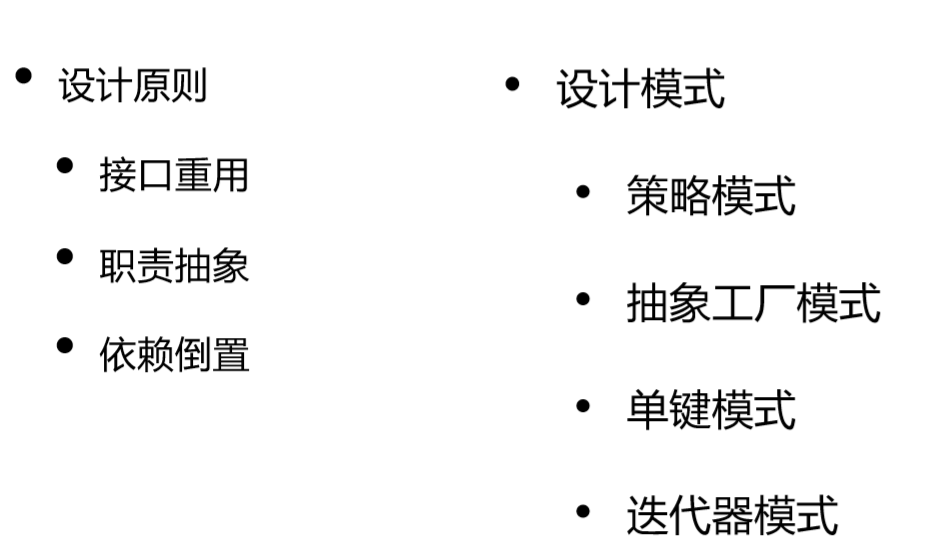 设计原则
接口重用
职责抽象
依赖倒置
设计模式
策略模式
抽象工厂模式
单键模式
迭代器模式